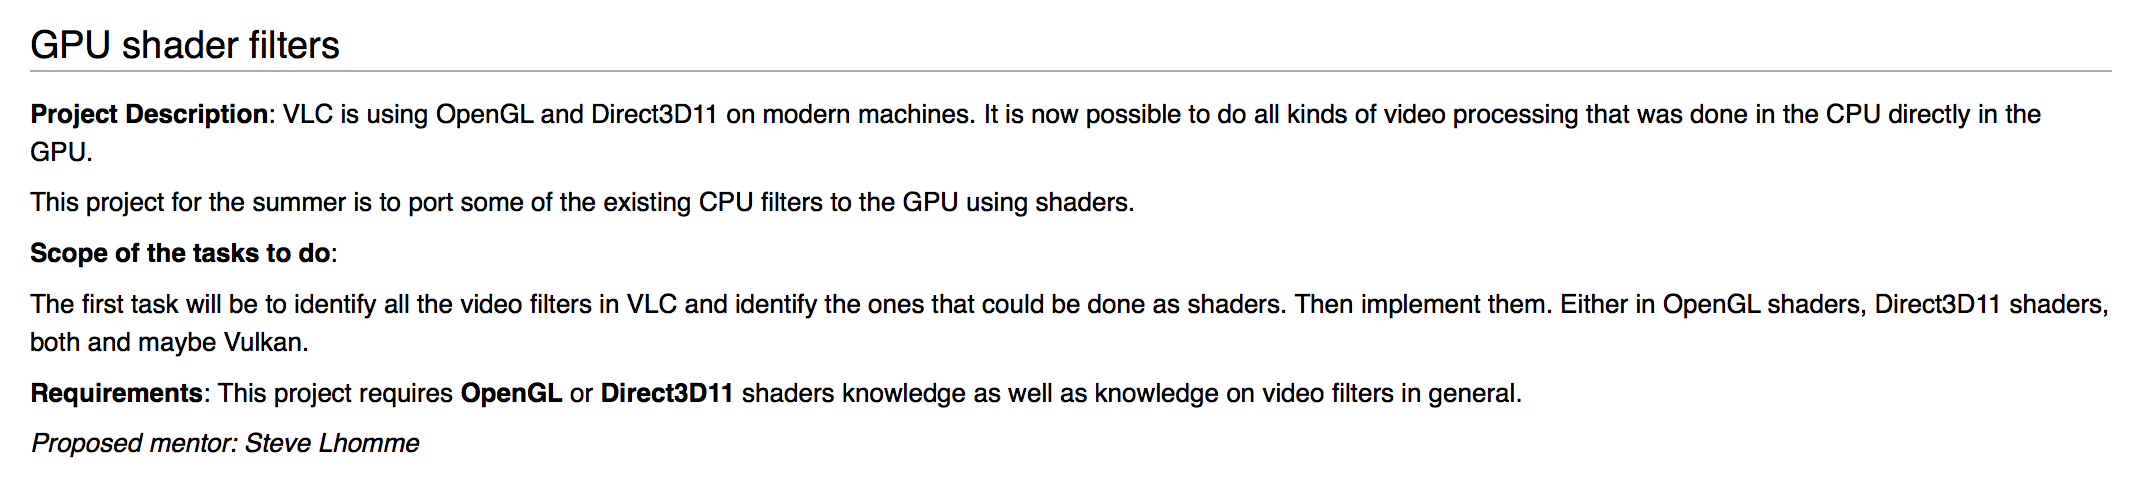 GPU shader filters
Project Description: VLC is using OpenGL and Direct3D11 on modern machines. It is now possible to do all kinds of video processing that was done in the CPU directly in the
GPU.
This project for the summer is to port some of the existing CPU filters to the GPU using shaders.
Scope of the tasks to do:
The first task will be to identify all the video filters in VLC and identify the ones that could be done as shaders. Then implement them. Either in OpenGL shaders, Direct3D11 shaders,
both and maybe Vulkan.
Requirements: This project requires OpenGL or Direct3D11 shaders knowledge as well as knowledge on video filters in general.
Proposed mentor: Steve Lhomme